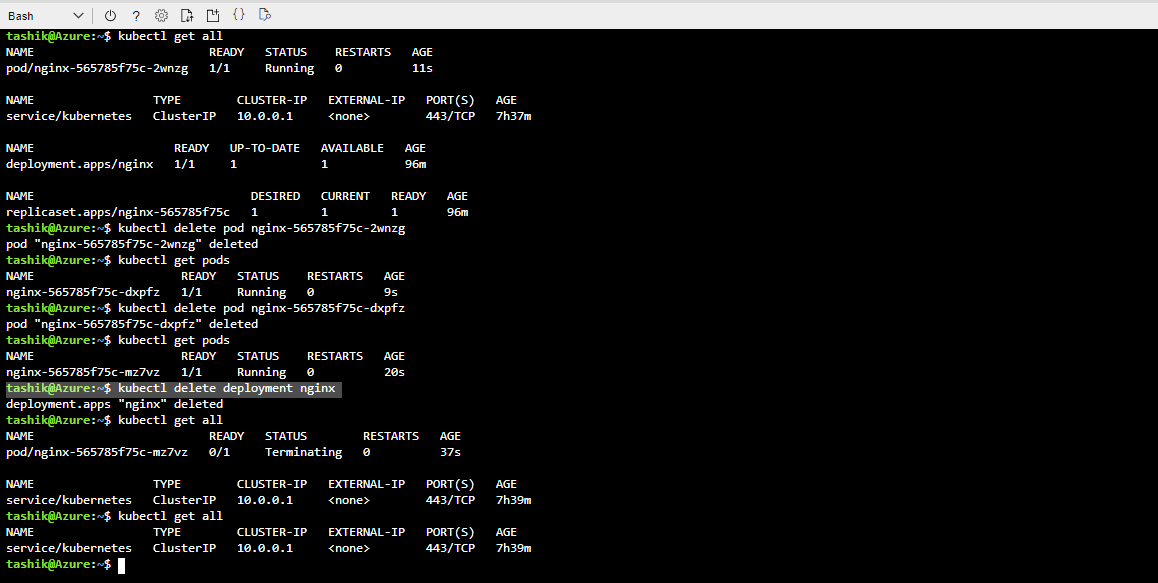 Bash
tashik@Azure:~$ kubectl get all
NAME READY STATUS RESTARTS AGE
pod/nginx-565785f75c-2wnzg 1/1 Running 0 11s
NAME TYPE CLUSTER-IP EXTERNAL-IP PORT(S) AGE
service/kubernetes ClusterIP 10.0.0.1 <none> 443/TCP 7h37m
NAME READY UP-TO-DATE AVAILABLE AGE
deployment.apps/nginx 1/1 1 1 96m
NAME DESIRED CURRENT READY AGE
replicaset.apps/nginx-565785f75c 1 1 1 96m
tashik@Azure:~$ kubectl delete pod nginx-565785f75c-2wnzg
pod "nginx-565785f75c-2wnzg" deleted
tashik@Azure:~$ kubectl get pods
NAME READY STATUS RESTARTS AGE
nginx-565785f75c-dxpfz 1/1 Running 0 9s
tashik@Azure:~$ kubectl delete pod nginx-565785f75c-dxpfz
pod "nginx-565785f75c-dxpfz" deleted
tashik@Azure:~$ kubectl get pods
NAME READY STATUS RESTARTS AGE
nginx-565785f75c-mz7vz 1/1 Running 0 20s
tashik@Azure:~$ kubectl delete deployment nginx
deployment.apps "nginx" deleted
tashik@Azure:~$ kubectl get all
NAME READY STATUS RESTARTS AGE
pod/nginx-565785f75c-mz7vz 0/1 Terminating 0 37s
NAME TYPE CLUSTER-IP EXTERNAL-IP PORT(S) AGE
service/kubernetes ClusterIP 10.0.0.1 <none> 443/TCP 7h39m
tashik@Azure:~$ kubectl get all
NAME TYPE CLUSTER-IP EXTERNAL-IP PORT(S) AGE
service/kubernetes ClusterIP 10.0.0.1 <none> 443/TCP 7h39m
tashik@Azure:~$